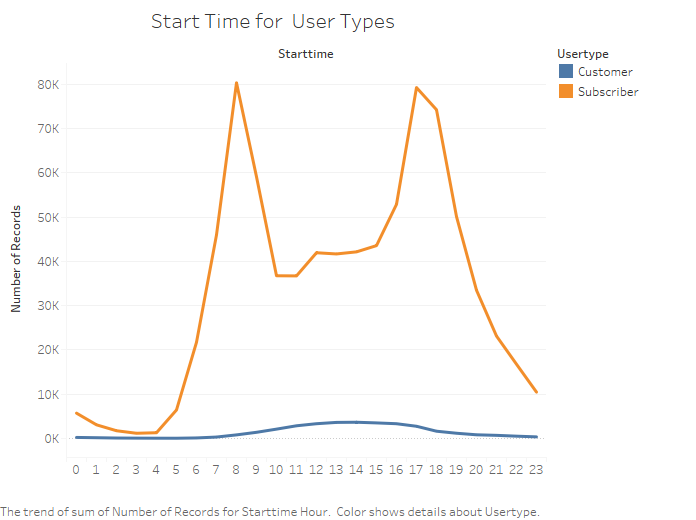 Start Time for  User Types
Starttime
Usertype
Customer
Subscriber
80K
70K
60K
50K
40K
30K
20K
10K
0K
Number of Records
0 1 2 3 4 5 6 7 8 9 10 11 12 13 14 15 16 17 18 19 20 21 22 23
The trend of sum of Number of Records for Starttime Hour.  Color shows details about Usertype.